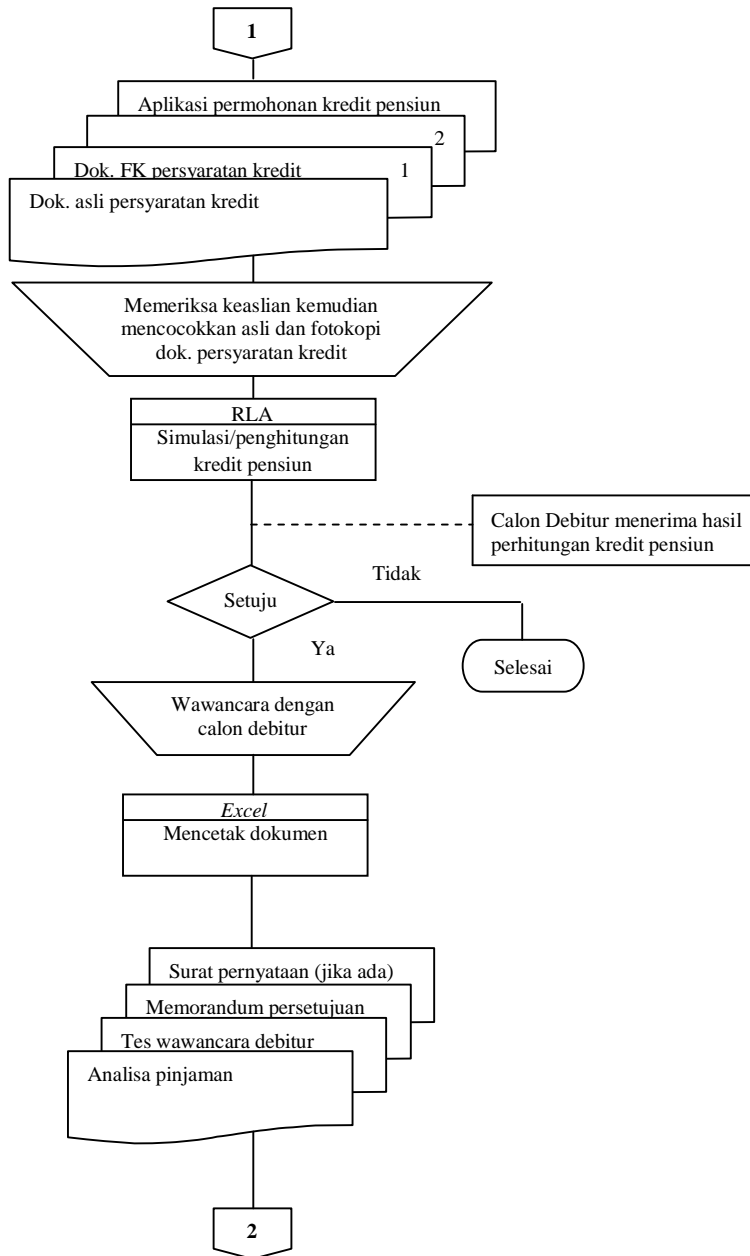 1
Aplikasi permohonan kredit pensiun
2
Dok. FK persyaratan kredit 1
Dok. asli persyaratan kredit
Memeriksa keaslian kemudian
mencocokkan asli dan fotokopi
dok. persyaratan kredit
RLA
Simulasi/penghitungan
kredit pensiun
Calon Debitur menerima hasil
perhitungan kredit pensiun
Tidak
Setuju
Ya
Selesai
Wawancara dengan
calon debitur
Excel
Mencetak dokumen
Surat pernyataan (jika ada)
Memorandum persetujuan
Tes wawancara debitur
Analisa pinjaman
2